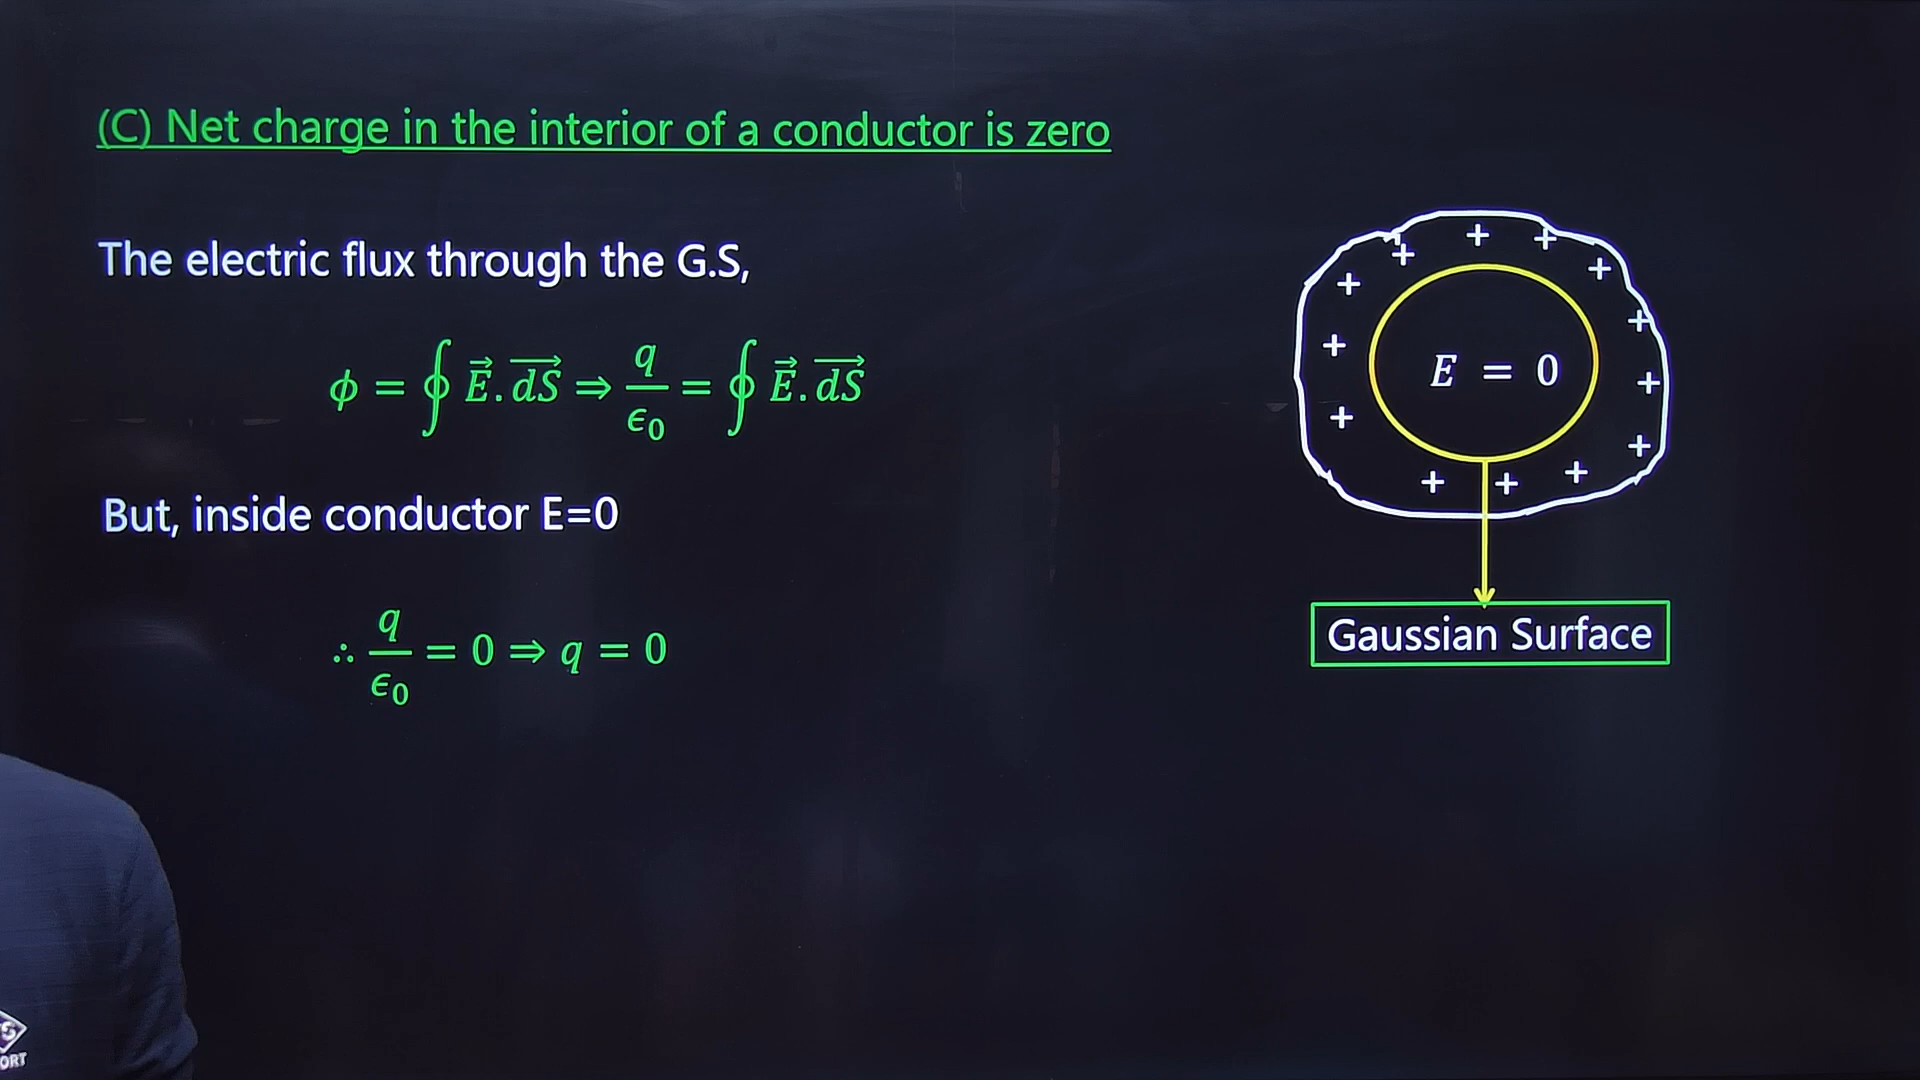 (C) Net charge in the interior of a conductor is zero
The electric flux through the G.S,
ϕ = ∮ E⃗ . dS⃗ ⇒ q/ϵ₀ = ∮ E⃗ . dS⃗
But, inside conductor E=0
∴ q/ϵ₀ = 0 ⇒ q = 0
+ + + + + + + + + + + + + + +
E = 0
Gaussian Surface
S
ORT